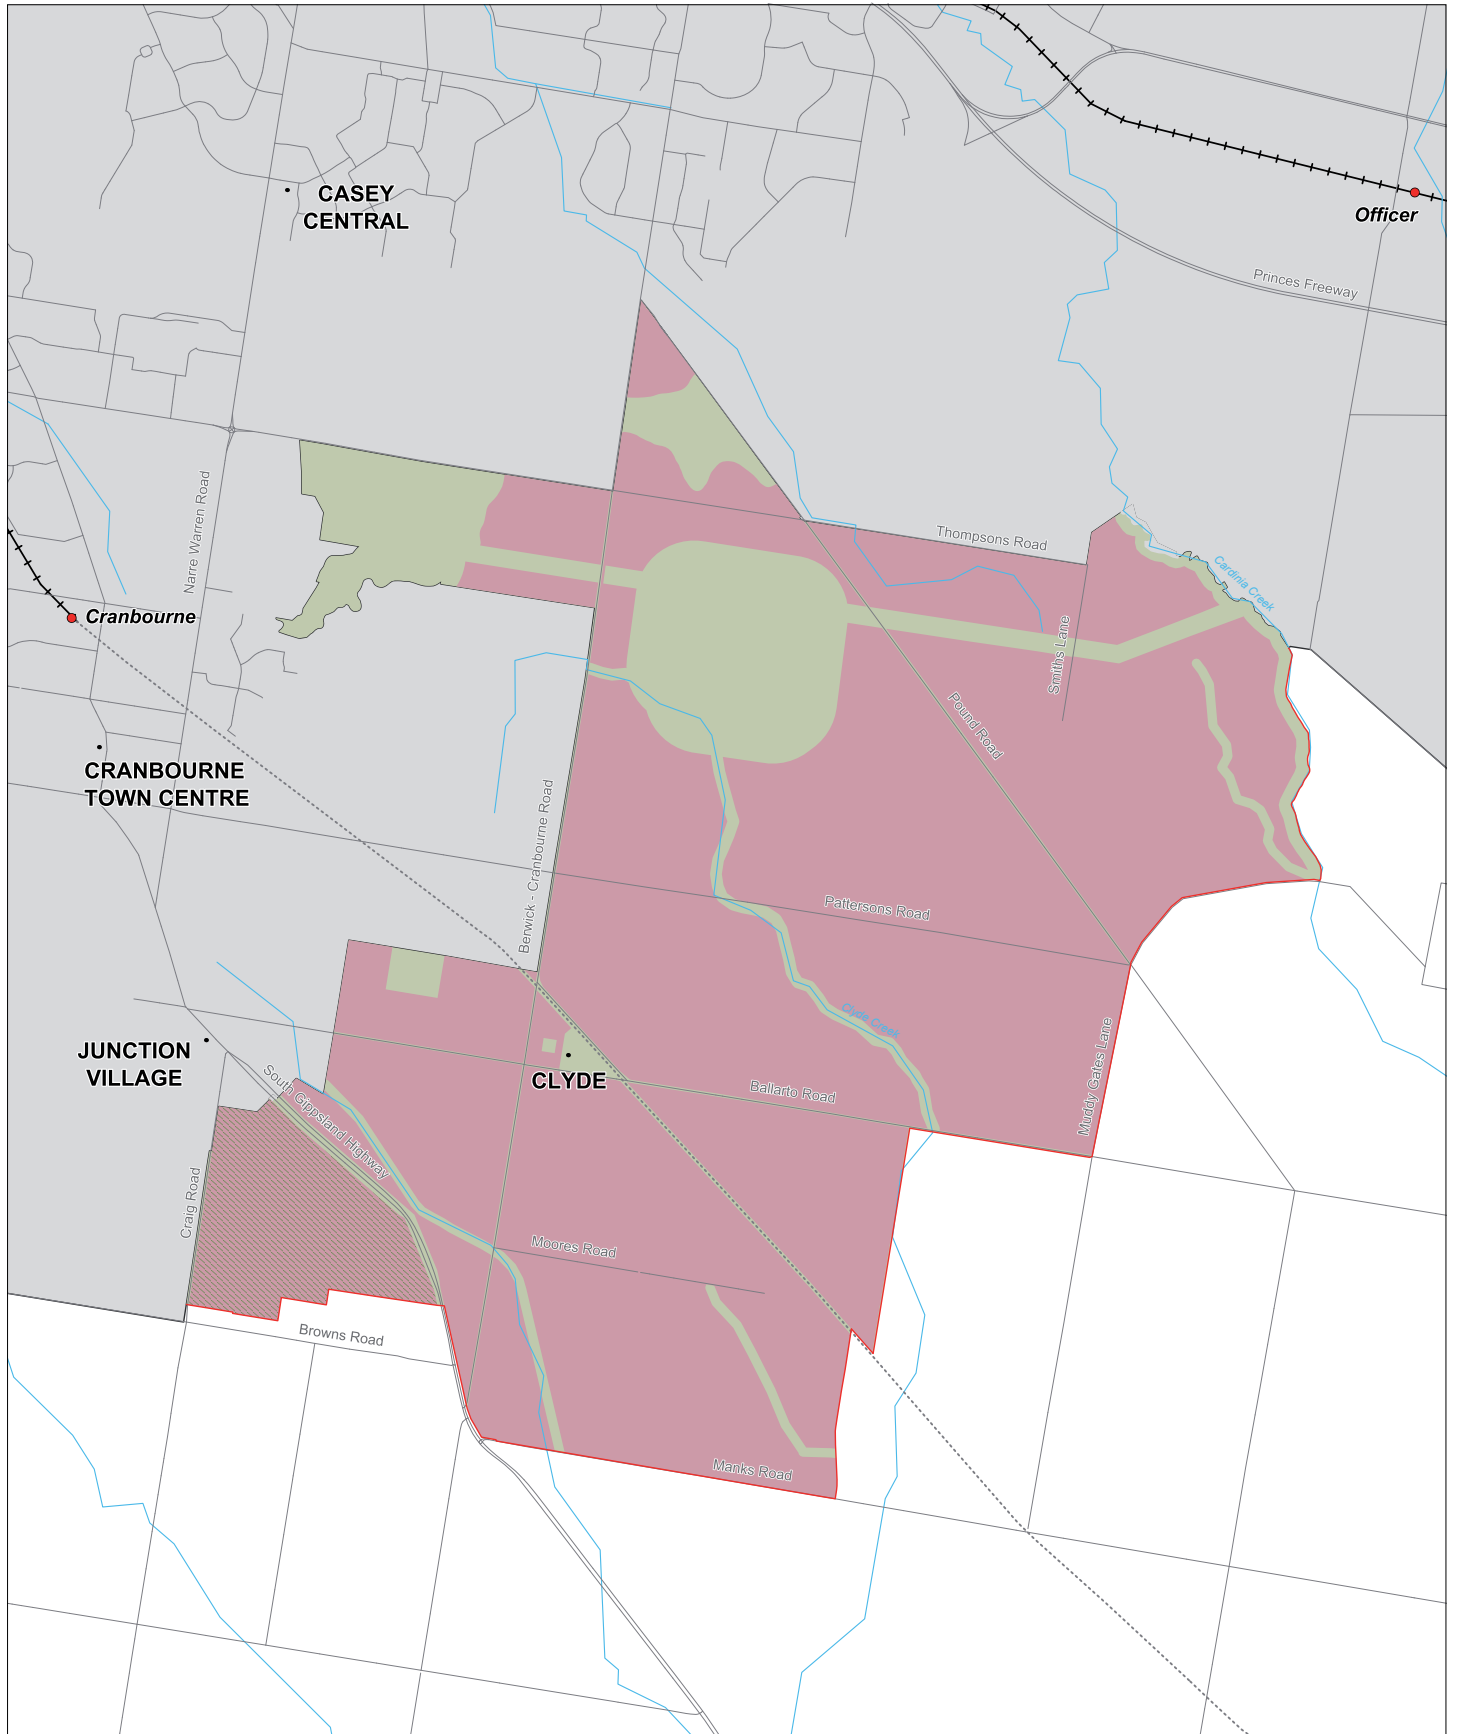 CASEY
CENTRAL
Officer
Princes Freeway
Narre Warren Road
Thompsons Road
Cardinia Creek
Cranbourne
Smiths Lane
Pound Road
CRANBOURNE
TOWN CENTRE
Berwick - Cranbourne Road
Pattersons Road
Clyde Creek
JUNCTION
VILLAGE
South Gippsland Highway
CLYDE
Ballarto Road
Muddy Gates Lane
Craig Road
Moores Road
Browns Road
Manks Road